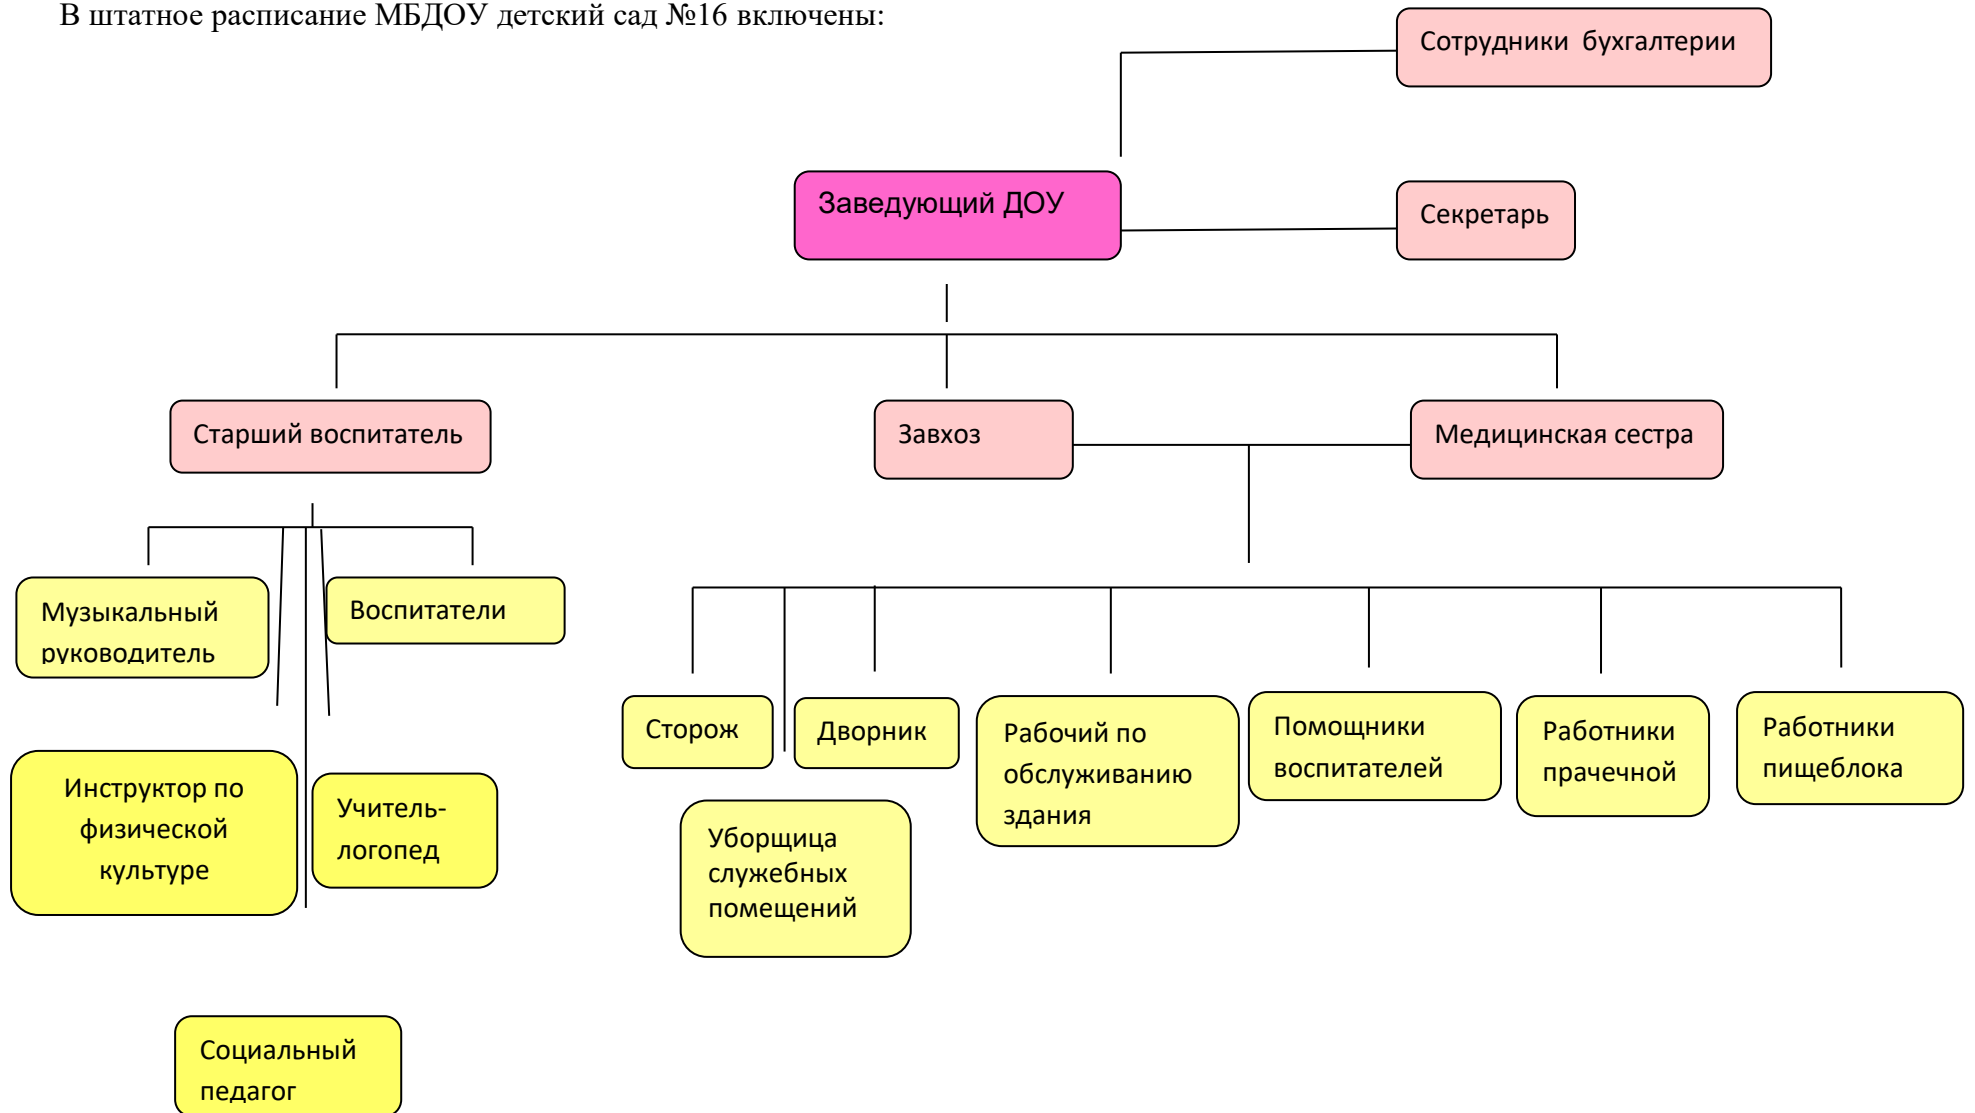 В штатное расписание МБДОУ детский сад №16 включены:
Сотрудники бухгалтерии
Заведующий ДОУ
Секретарь
Старший воспитатель
Завхоз
Медицинская сестра
Музыкальный
руководитель
Воспитатели
Сторож
Дворник
Рабочий по
обслуживанию
здания
Помощники
воспитателей
Работники
прачечной
Работники
пищеблока
Инструктор по
физической
культуре
Учитель-
логопед
Уборщица
служебных
помещений
Социальный
педагог